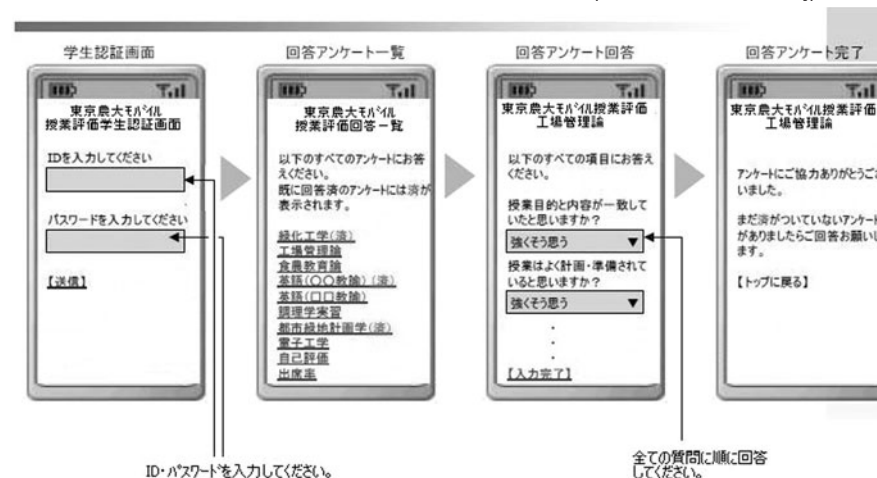 学生認証画面
東京農大モバイル
授業評価学生認証画面
IDを入力してください
パスワードを入力してください
【送信】
ID・パスワードを入力してください。
回答アンケート一覧
東京農大モバイル
授業評価回答一覧
以下のすべてのアンケートにお答
えください。
既に回答済のアンケートには済が
表示されます。
緑化工学(済)
工場管理論
食農教育論
英語(〇〇教諭)(済)
英語(口口教諭)
調理学実習
都市緑地計画学(済)
電子工学
自己評価
出席率
回答アンケート回答
東京農大モバイル授業評価
工場管理論
以下のすべての項目にお答え
ください。
授業目的と内容が一致して
いたと思いますか?
強くそう思う ▼
授業はよく計画・準備されて
いると思いますか?
強くそう思う ▼
・
・
・
【入力完了】
全ての質問に順に回答
してください。
回答アンケート完了
東京農大モバイル授業評価
工場管理論
アンケートにご協力ありがとうござ
いました。
まだ済がついていないアンケート
がありましたらご回答お願いし
ます。
【トップに戻る】